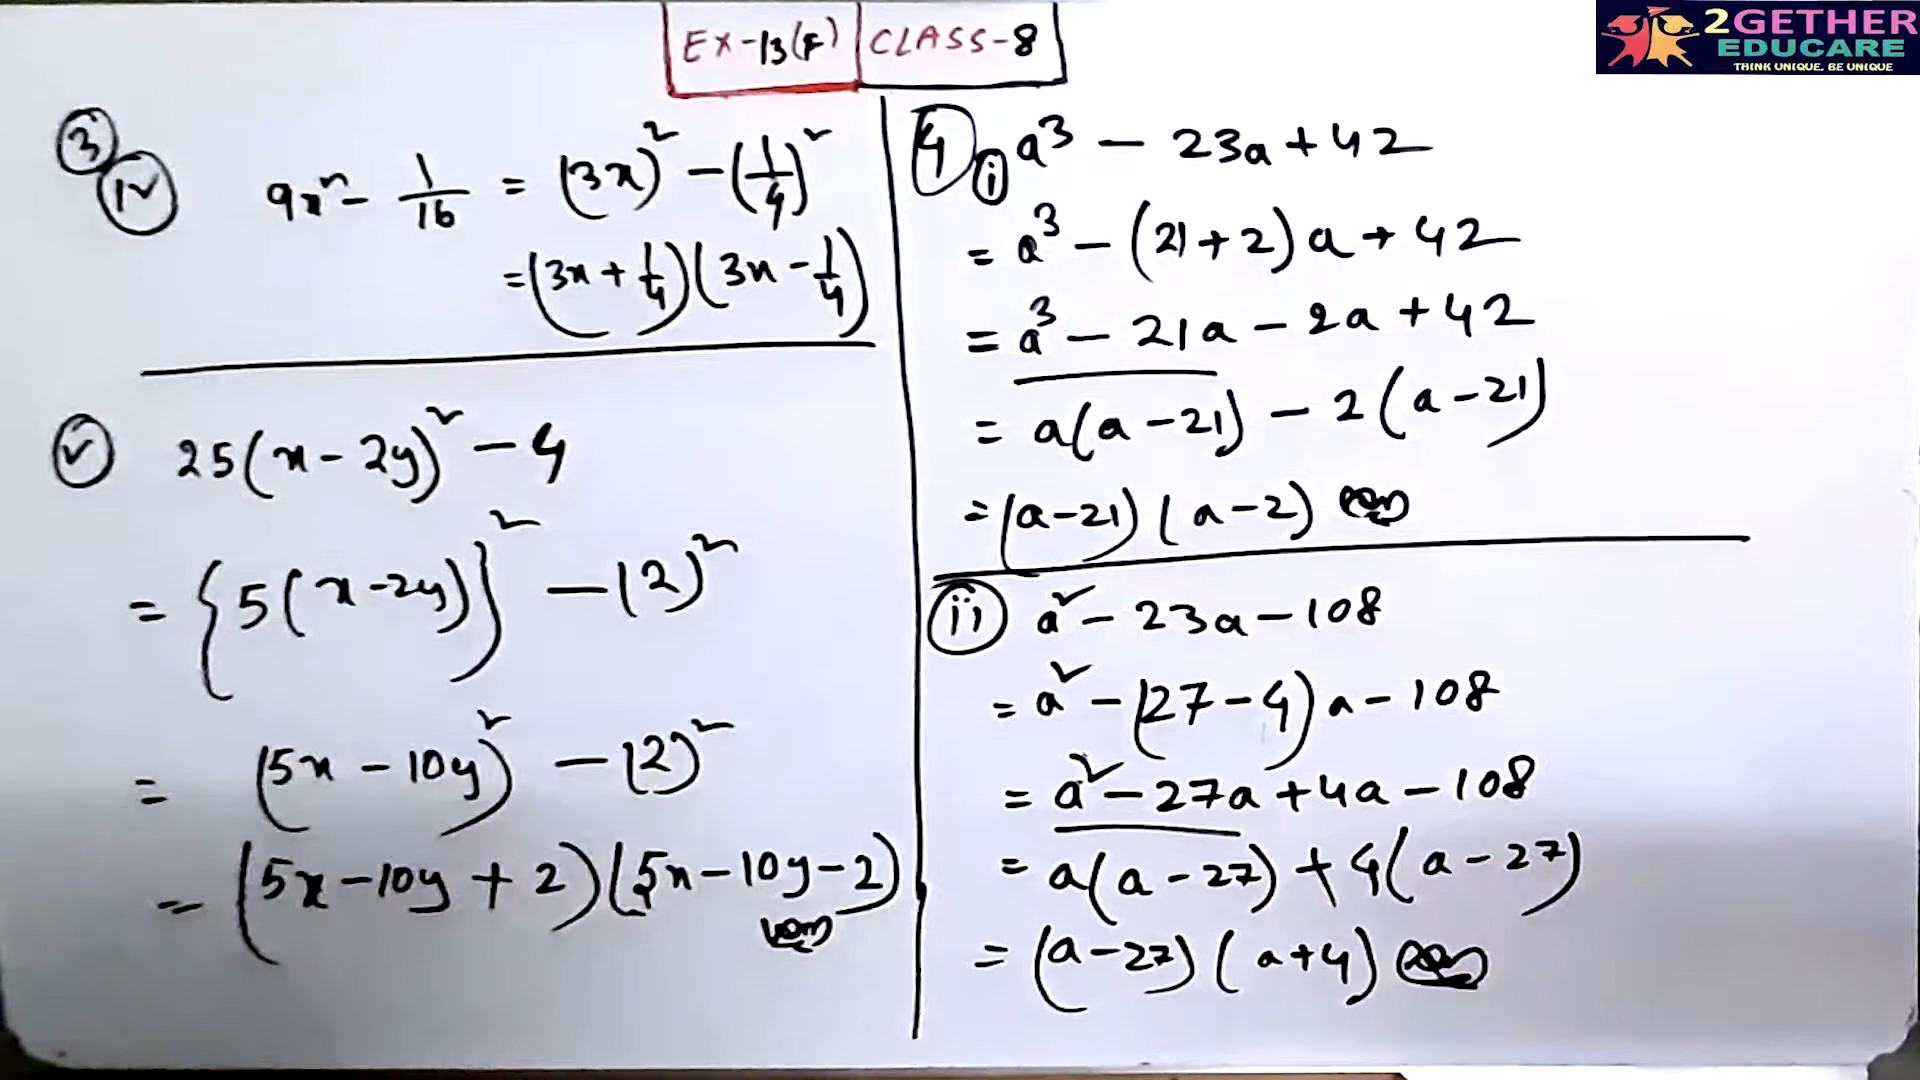 EX-13(F) CLASS-8
2GETHER
EDUCARE
THINK UNIQUE, BE UNIQUE
③ ⓘⓥ 9x² - 1/16 = (3x)² - (1/4)²
= (3x + 1/4)(3x - 1/4)
ⓥ 25(x - 2y)² - 4
= {5(x - 2y)}² - (2)²
= (5x - 10y)² - (2)²
= (5x - 10y + 2)(5x - 10y - 2)
④ ⓘ a³ - 23a + 42
= a³ - (21 + 2)a + 42
= a³ - 21a - 2a + 42
= a(a - 21) - 2(a - 21)
= (a - 21)(a - 2)
ⓘⓘ a² - 23a - 108
= a² - (27 - 4)a - 108
= a² - 27a + 4a - 108
= a(a - 27) + 4(a - 27)
= (a - 27)(a + 4)